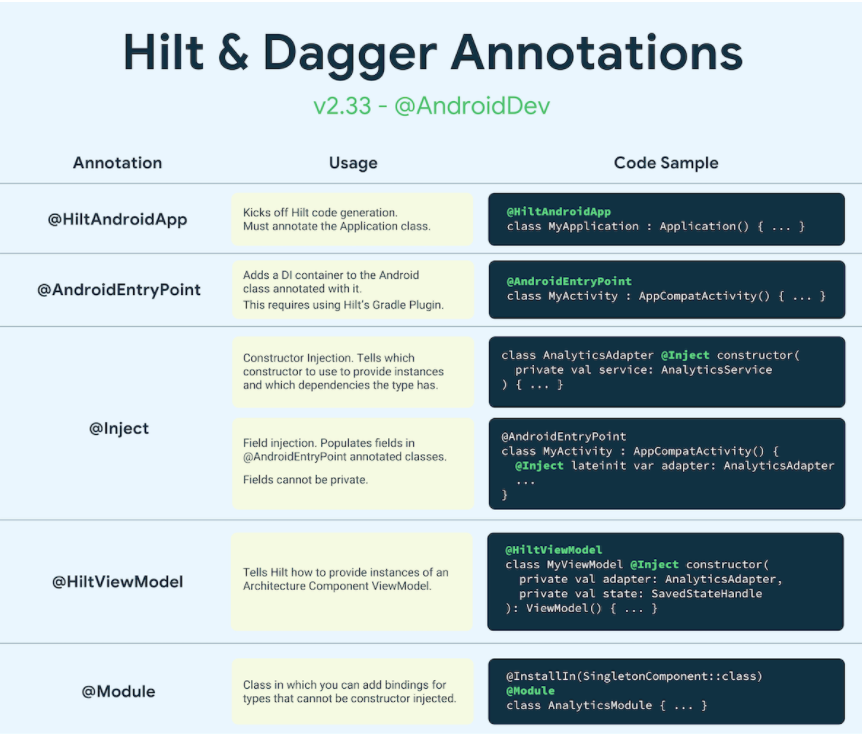 Hilt & Dagger Annotations
v2.33 - @AndroidDev
Annotation Usage Code Sample
@HiltAndroidApp
Kicks off Hilt code generation.
Must annotate the Application class.
@HiltAndroidApp
class MyApplication : Application() { ... }
@AndroidEntryPoint
Adds a DI container to the Android
class annotated with it.
This requires using Hilt's Gradle Plugin.
@AndroidEntryPoint
class MyActivity : AppCompatActivity() { ... }
@Inject
Constructor Injection. Tells which
constructor to use to provide instances
and which dependencies the type has.
class AnalyticsAdapter @Inject constructor(
private val service: AnalyticsService
) { ... }
Field injection. Populates fields in
@AndroidEntryPoint annotated classes.
Fields cannot be private.
@AndroidEntryPoint
class MyActivity : AppCompatActivity() {
@Inject lateinit var adapter: AnalyticsAdapter
...
}
@HiltViewModel
Tells Hilt how to provide instances of an
Architecture Component ViewModel.
@HiltViewModel
class MyViewModel @Inject constructor(
private val adapter: AnalyticsAdapter,
private val state: SavedStateHandle
): ViewModel() { ... }
@Module
Class in which you can add bindings for
types that cannot be constructor injected.
@InstallIn(SingletonComponent::class)
@Module
class AnalyticsModule { ... }